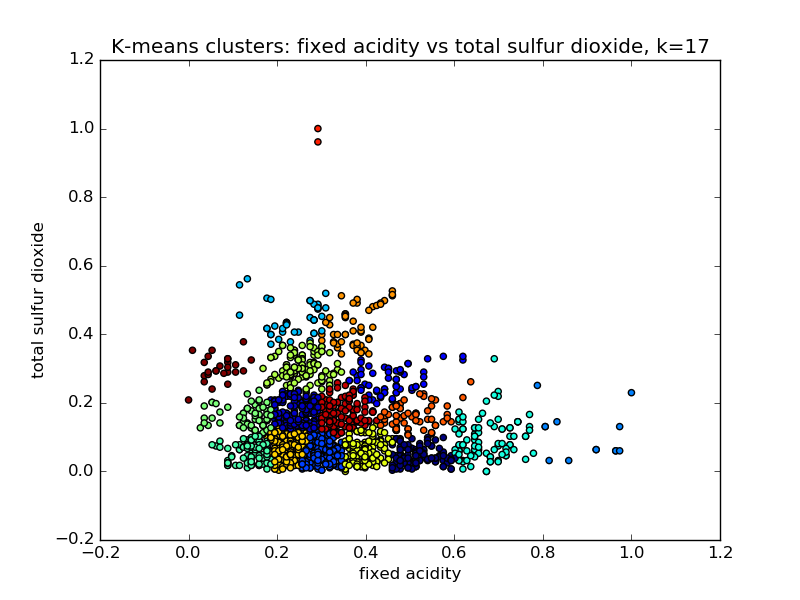 K-means clusters: fixed acidity vs total sulfur dioxide, k=17
1.2
1.0
0.8
0.6
0.4
0.2
0.0
−0.2
total sulfur dioxide
−0.2 0.0 0.2 0.4 0.6 0.8 1.0 1.2
fixed acidity